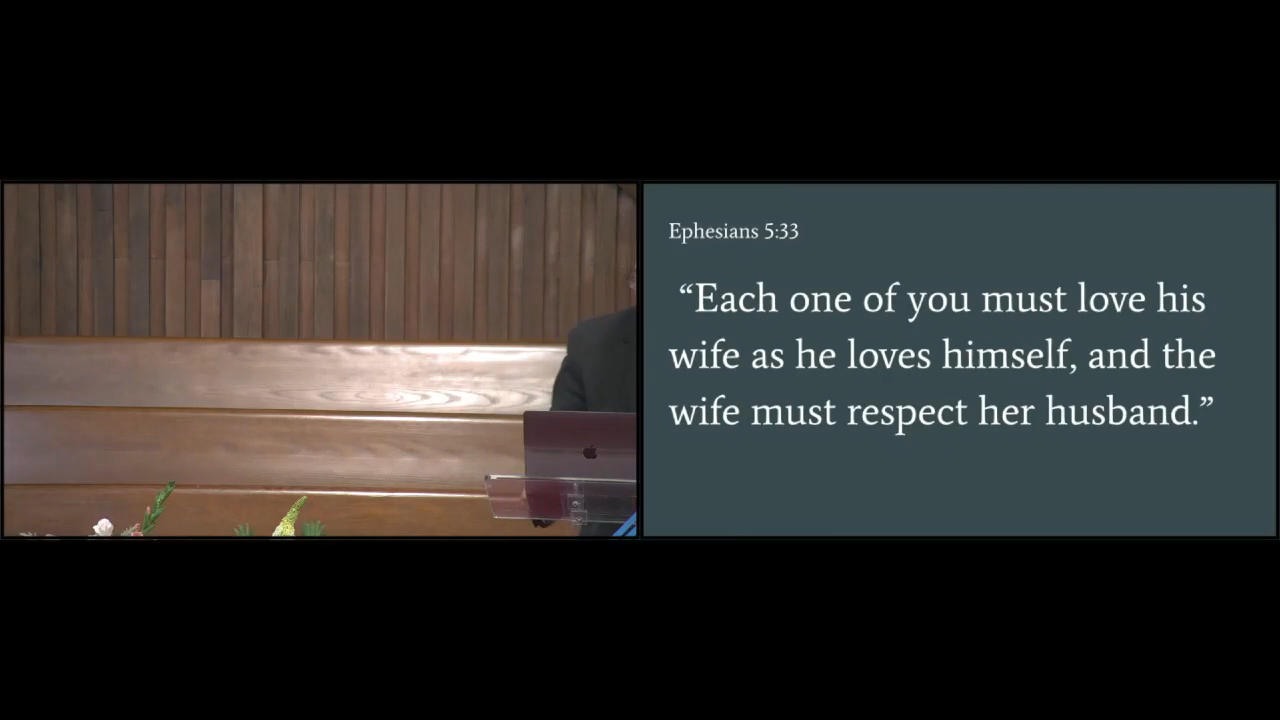 Ephesians 5:33
“Each one of you must love his
wife as he loves himself, and the
wife must respect her husband.”